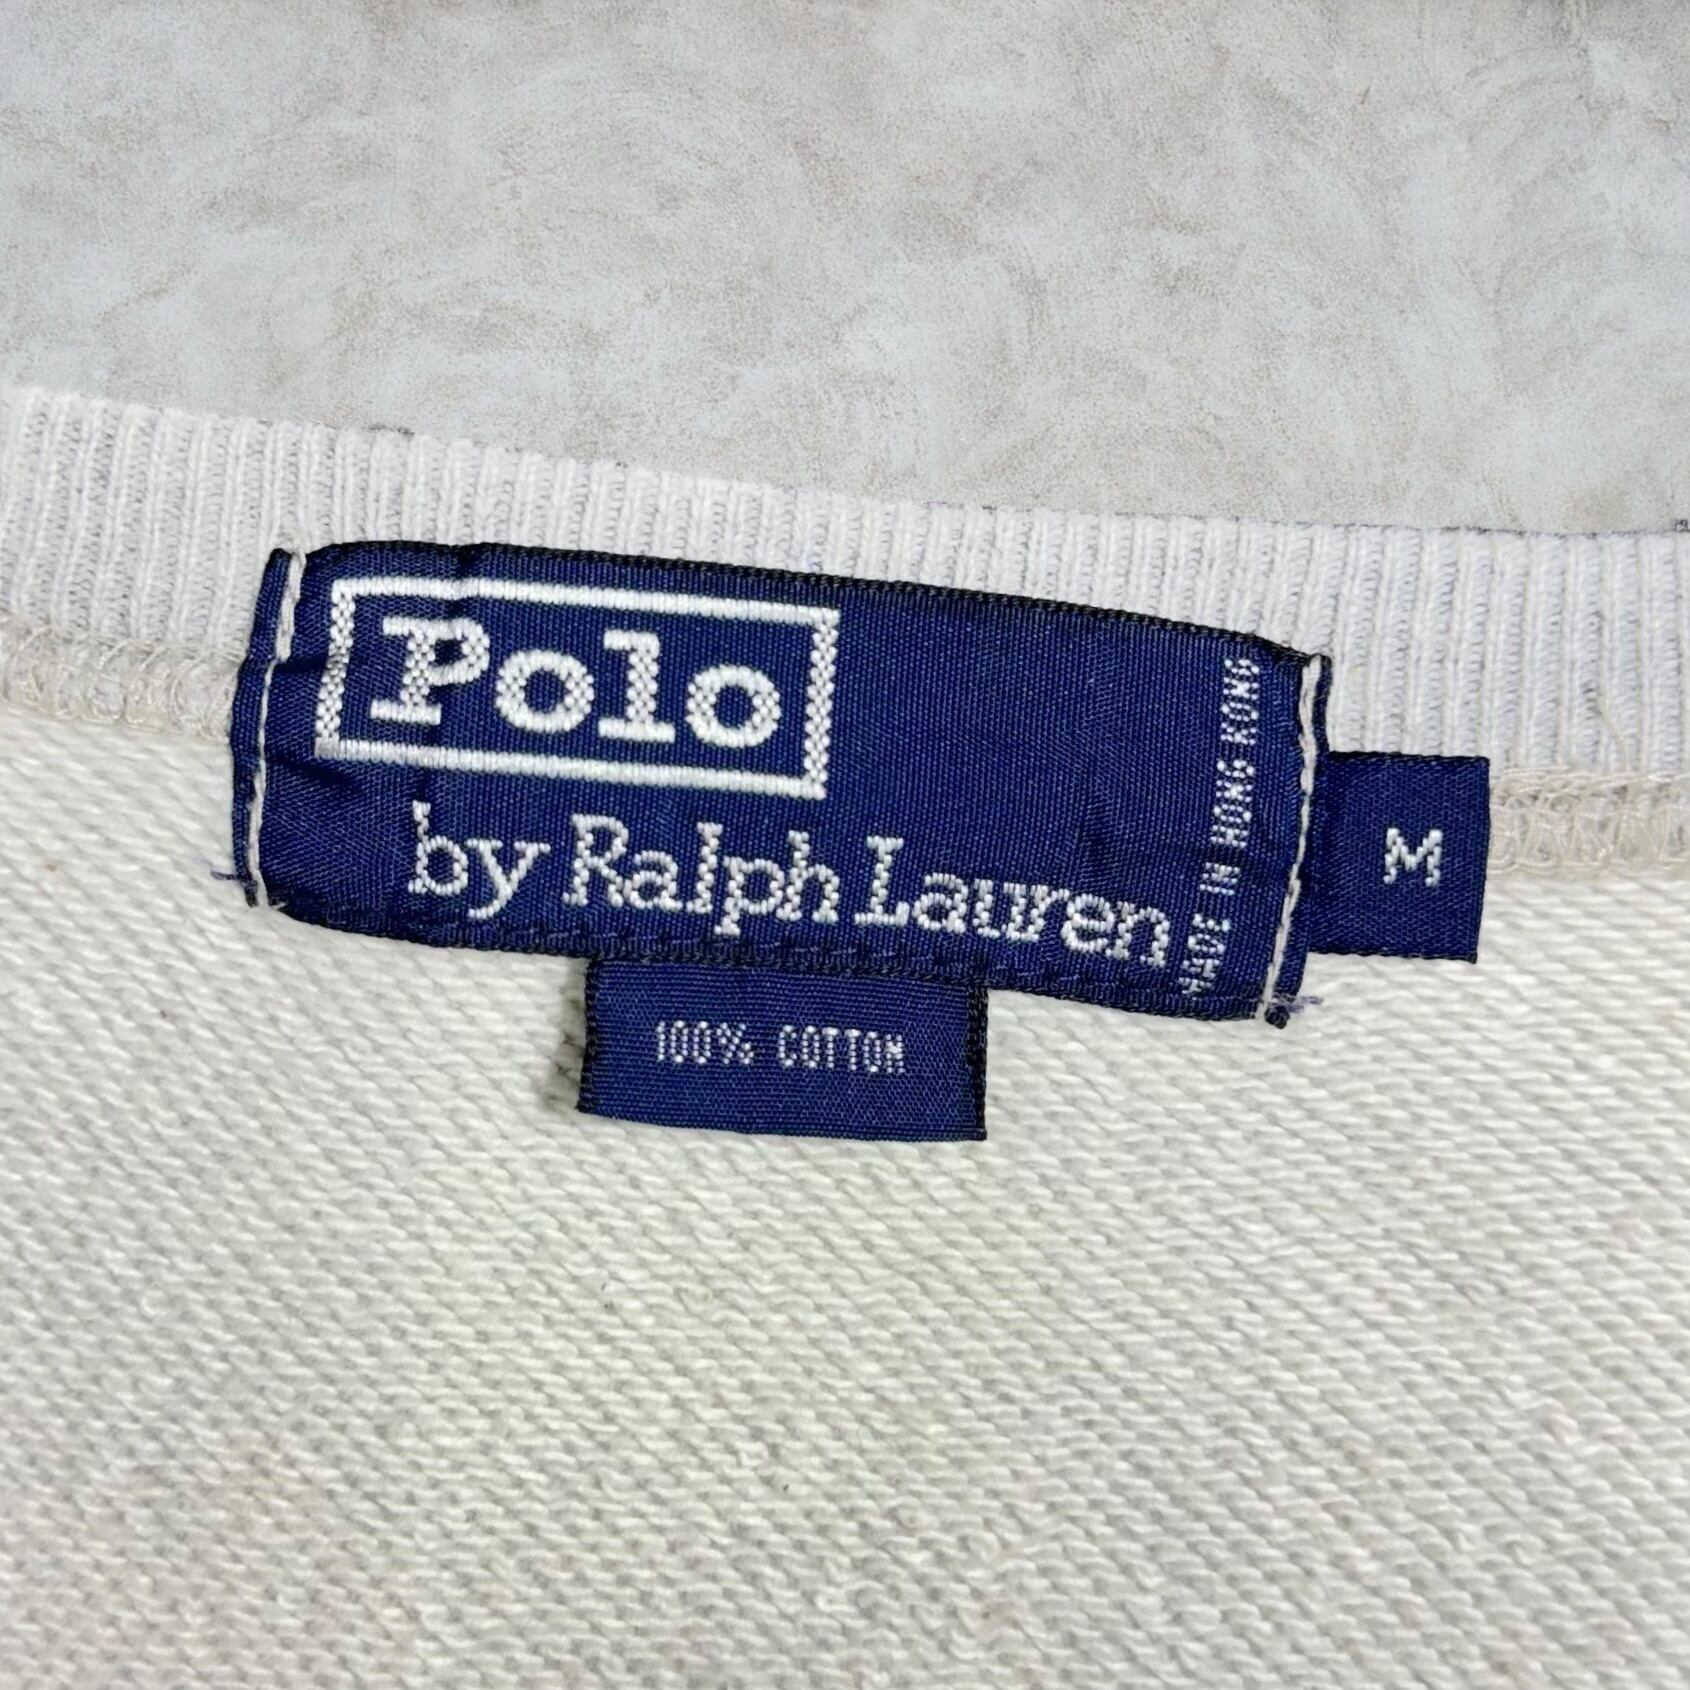 Polo
by Ralph Lauren
MADE IN HONG KONG
M
100% COTTON